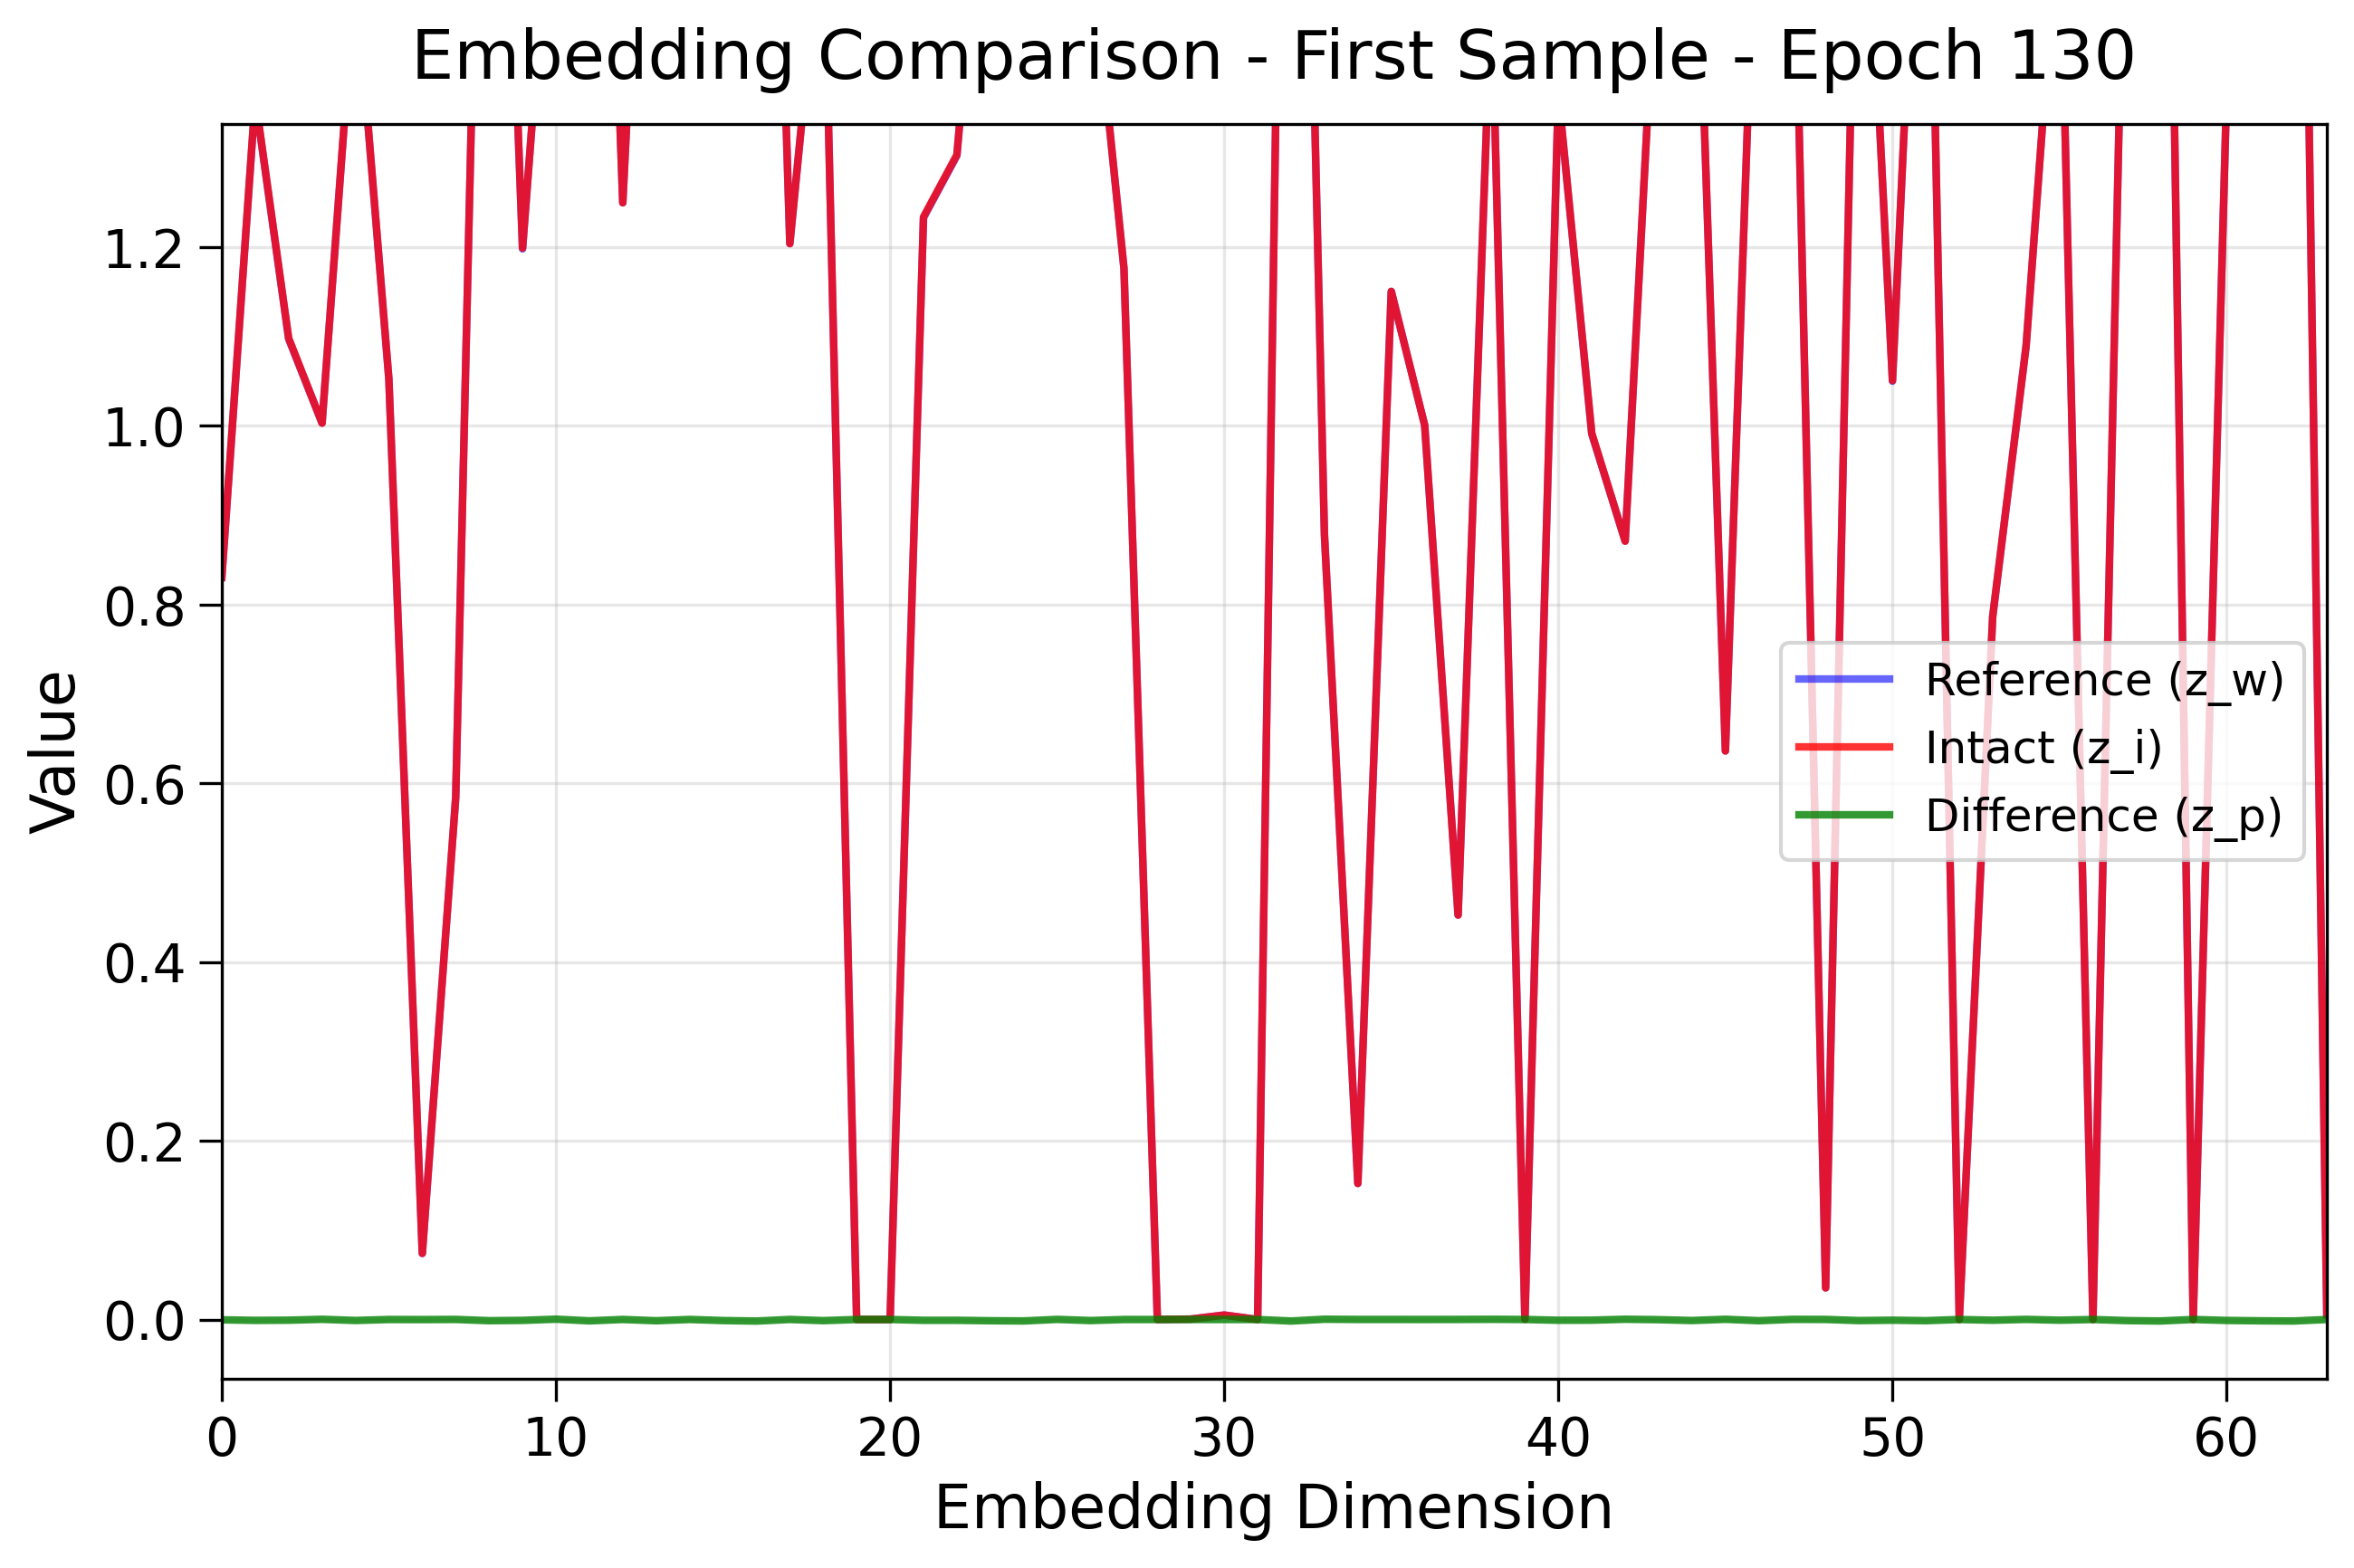 Embedding Comparison - First Sample - Epoch 130
1.2
1.0
0.8
0.6
0.4
0.2
0.0
Value
Reference (z_w)
Intact (z_i)
Difference (z_p)
0 10 20 30 40 50 60
Embedding Dimension